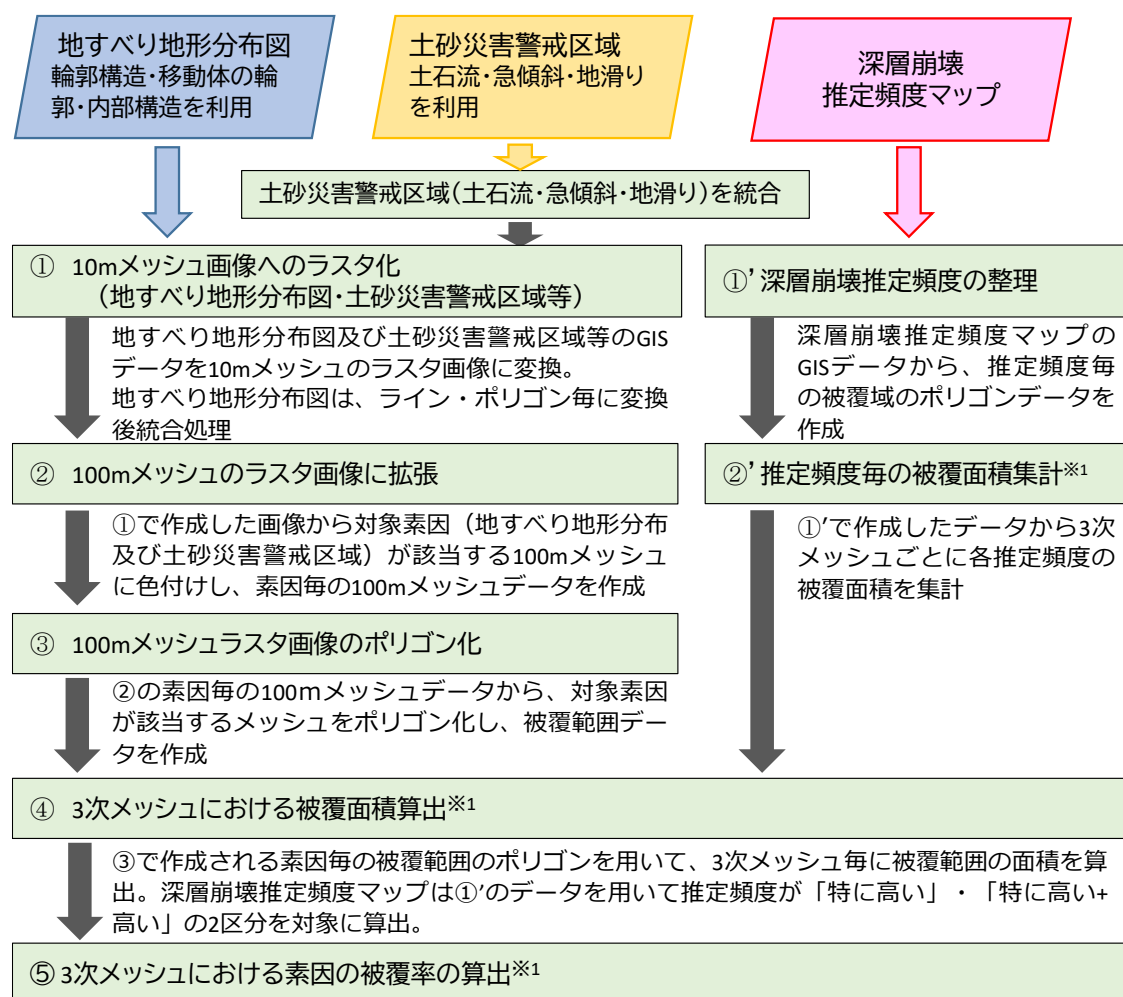 地すべり地形分布図
輪郭構造・移動体の輪
郭・内部構造を利用
土砂災害警戒区域
土石流・急傾斜・地滑り
を利用
深層崩壊
推定頻度マップ
土砂災害警戒区域(土石流・急傾斜・地滑り)を統合
① 10mメッシュ画像へのラスタ化
（地すべり地形分布図・土砂災害警戒区域等）
地すべり地形分布図及び土砂災害警戒区域等のGIS
データを10mメッシュのラスタ画像に変換。
地すべり地形分布図は、ライン・ポリゴン毎に変換
後統合処理
② 100mメッシュのラスタ画像に拡張
①で作成した画像から対象素因（地すべり地形分布
及び土砂災害警戒区域）が該当する100mメッシュ
に色付けし、素因毎の100mメッシュデータを作成
③ 100mメッシュラスタ画像のポリゴン化
②の素因毎の100ｍメッシュデータから、対象素因
が該当するメッシュをポリゴン化し、被覆範囲デー
タを作成
①’深層崩壊推定頻度の整理
深層崩壊推定頻度マップの
GISデータから、推定頻度毎
の被覆域のポリゴンデータを
作成
②’推定頻度毎の被覆面積集計※1
①’で作成したデータから3次
メッシュごとに各推定頻度の
被覆面積を集計
④ 3次メッシュにおける被覆面積算出※1
③で作成される素因毎の被覆範囲のポリゴンを用いて、3次メッシュ毎に被覆範囲の面積を算
出。深層崩壊推定頻度マップは①’のデータを用いて推定頻度が「特に高い」・「特に高い+
高い」の2区分を対象に算出。
⑤ 3次メッシュにおける素因の被覆率の算出※1